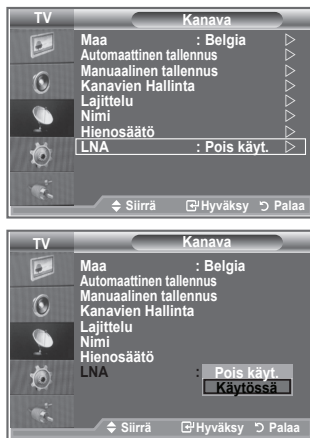 TV Kanava
Maa : Belgia
Automaattinen tallennus
Manuaalinen tallennus
Kanavien Hallinta
Lajittelu
Nimi
Hienosäätö
LNA : Pois käyt.
Siirrä Hyväksy Palaa
TV Kanava
Maa : Belgia
Automaattinen tallennus
Manuaalinen tallennus
Kanavien Hallinta
Lajittelu
Nimi
Hienosäätö
LNA : Pois käyt.
Käytössä
Siirrä Hyväksy Palaa